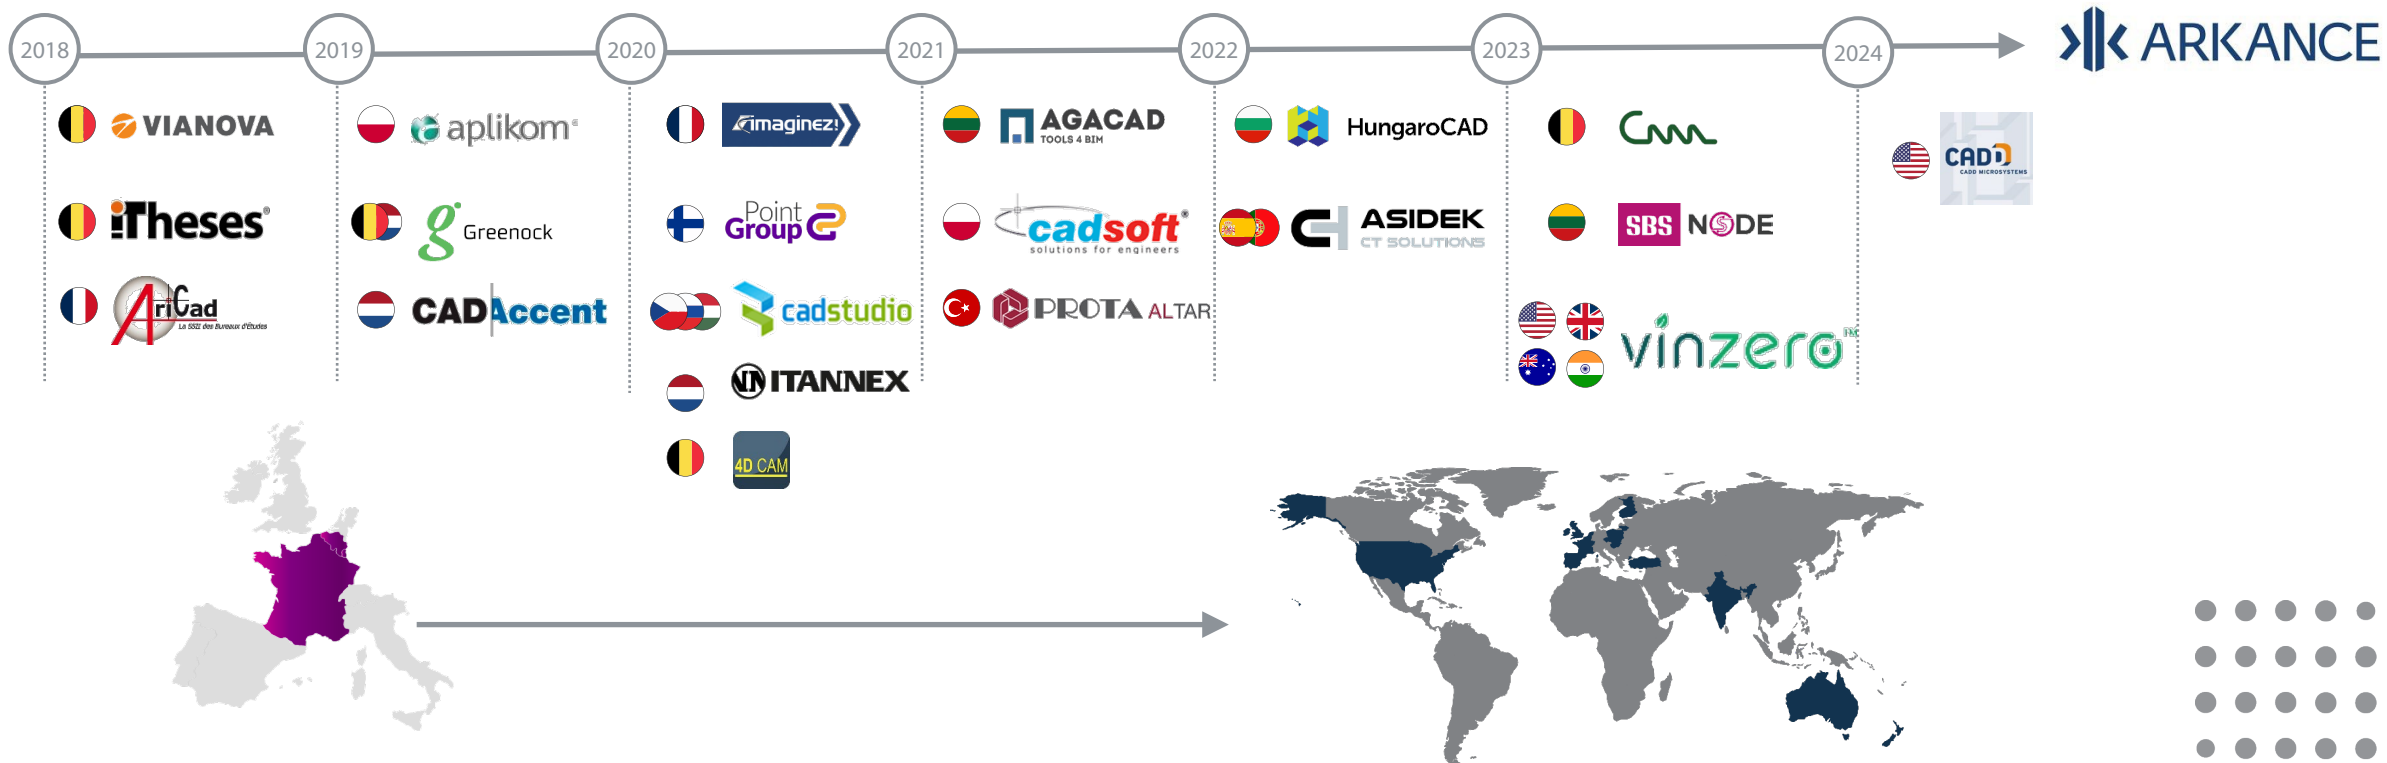 2018
2019
2020
2021
2022
2023
2024
ARKANCE
VIANOVA
iTheses®
AriCad
La SSII des Bureaux d'Études
aplikom®
Greenock
CADAccent
imaginez!
Point
Group
cadstudio
ITANNEX
4D CAM
AGACAD
TOOLS 4 BIM
cadsoft®
solutions for engineers
PROTA ALTAR
HungaroCAD
ASIDEK
CT SOLUTIONS
SBS NODE
vinzero™
CADD
CADD MICROSYSTEMS